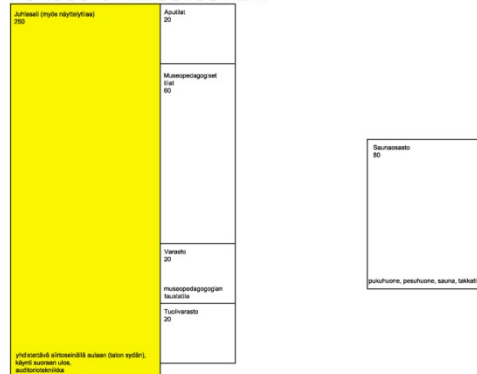 Juhlasali (myös näyttelytilaa)
250
Aputilat
20
Museopedagogiset
tilat
60
Varasto
20
museopedagogogian
taustatila
Tuolivarasto
20
yhdistettävä siirtoseinällä aulaan (talon sydän),
käynti suoraan ulos,
auditoriotekniikka
Saunaosasto
80
pukuhuone, pesuhuone, sauna, takkati